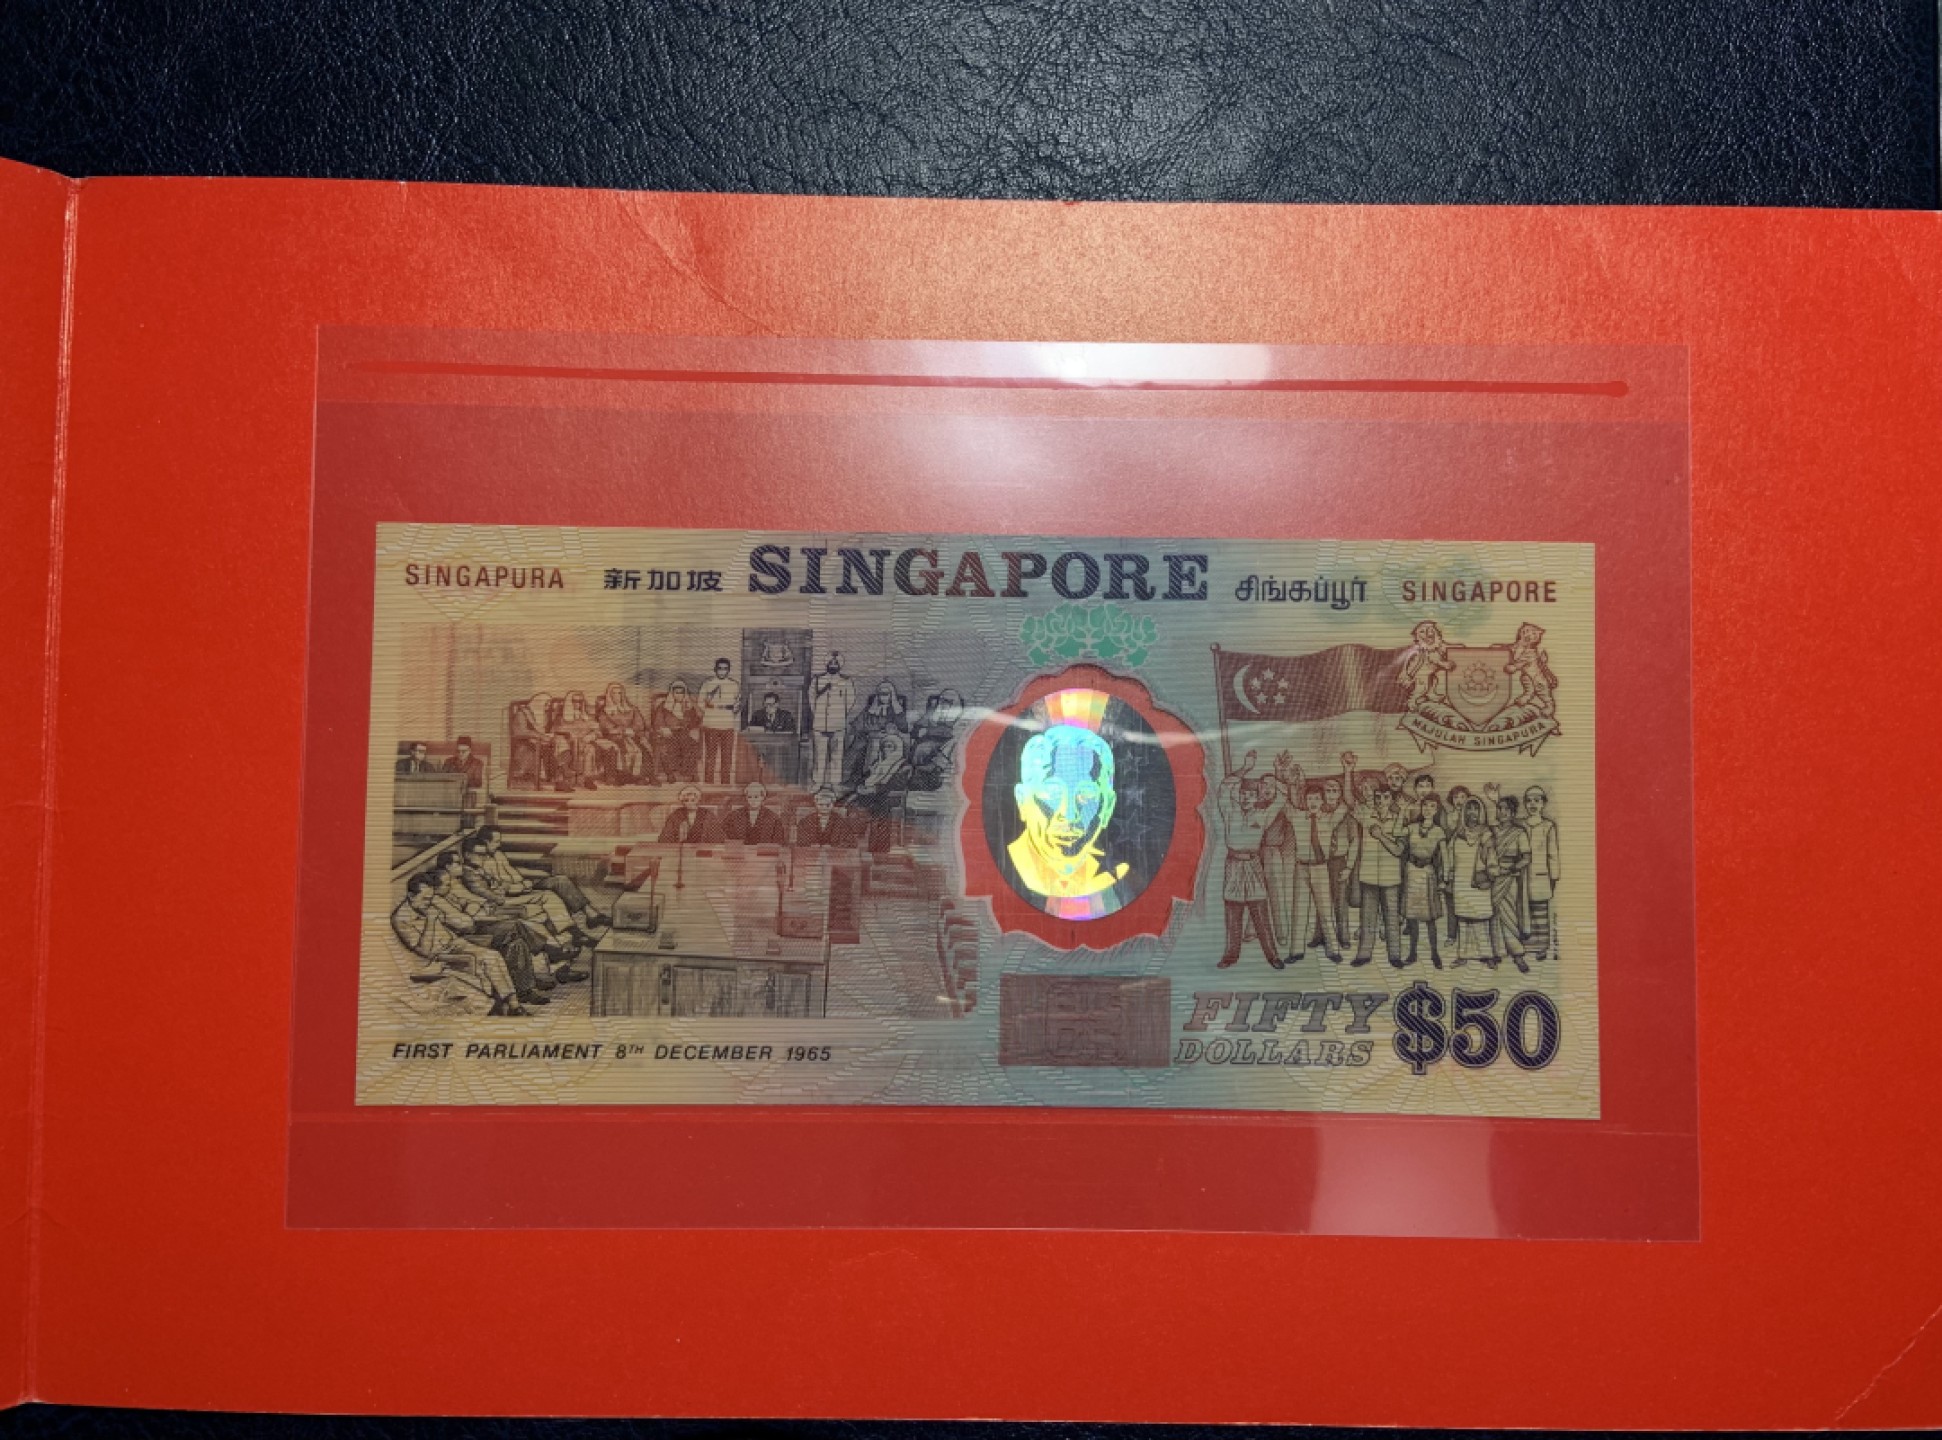 SINGAPURA 新加坡 SINGAPORE சிங்கப்பூர் SINGAPORE
MAJULAH SINGAPURA
FIFTY
DOLLARS $50
FIRST PARLIAMENT 8TH DECEMBER 1965